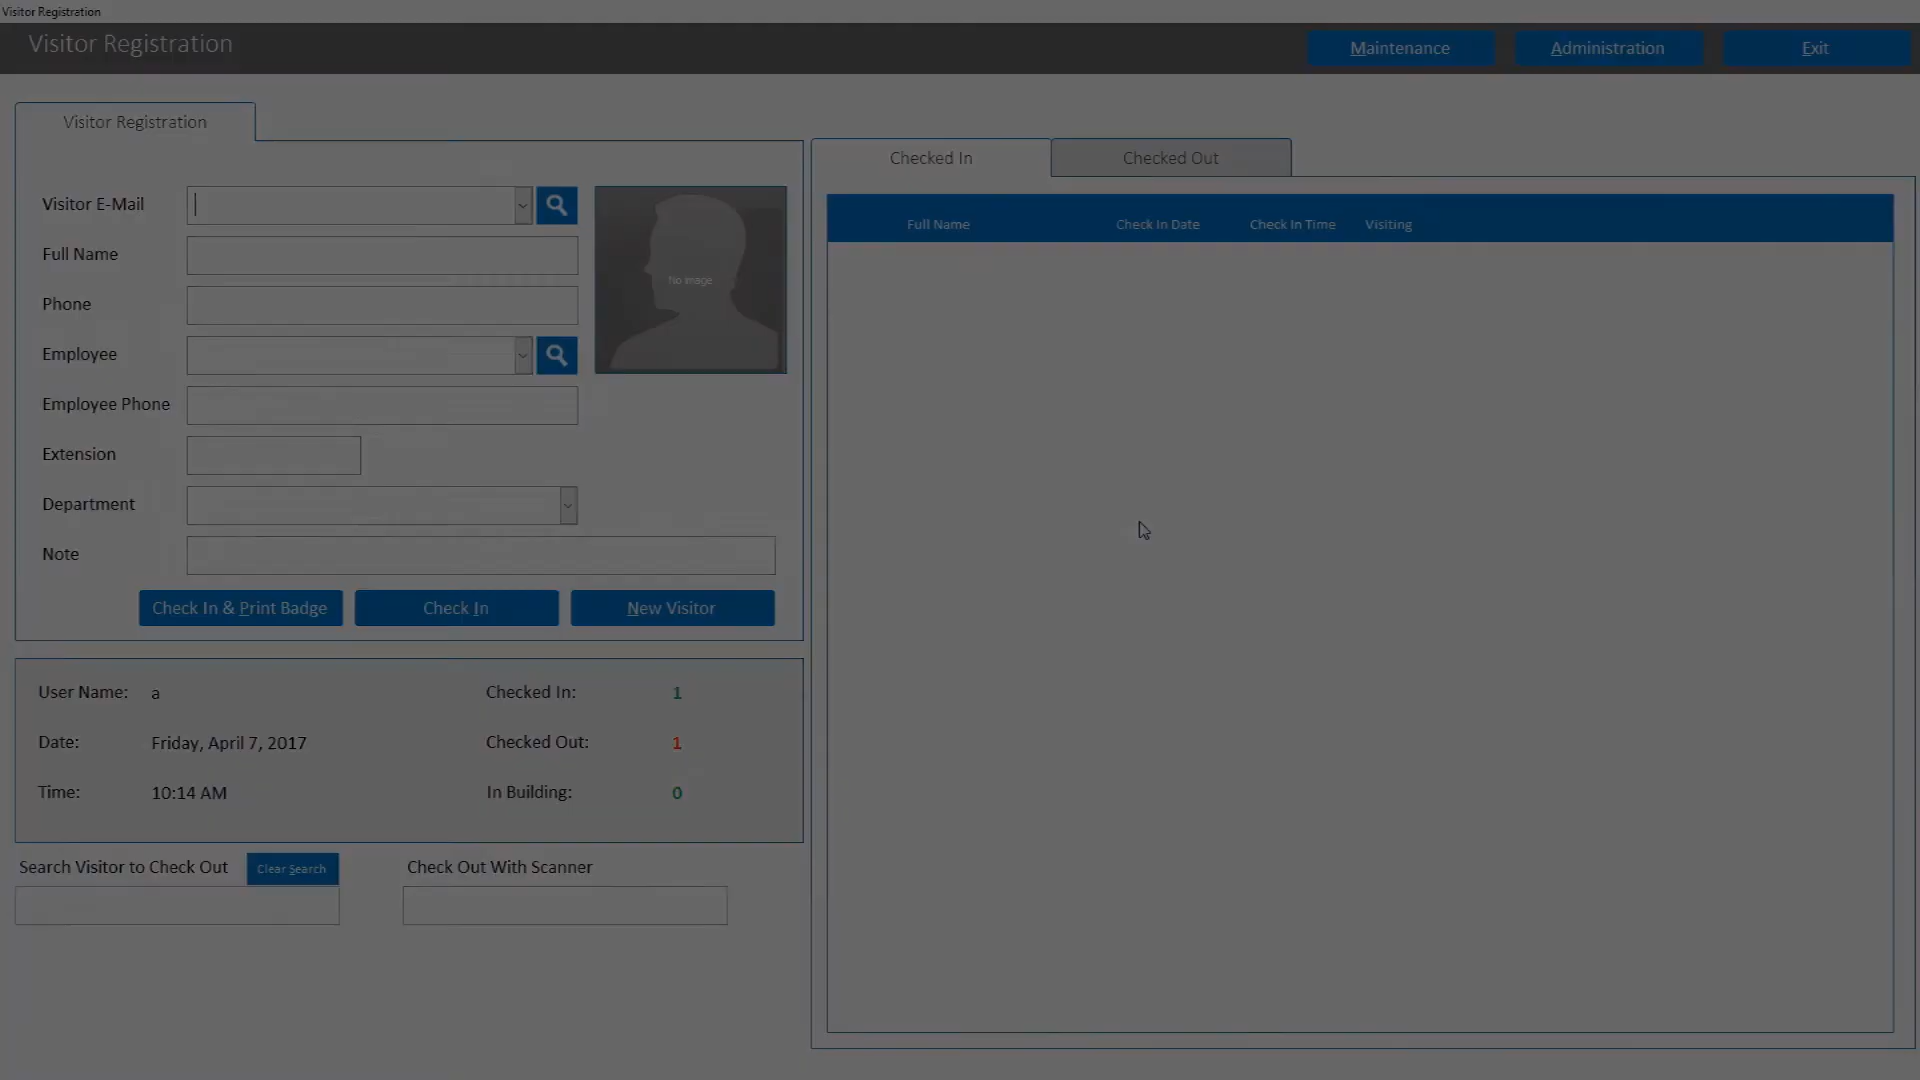 Visitor Registration
Visitor Registration
Maintenance
Administration
Exit
Visitor Registration
Checked In
Checked Out
Visitor E-Mail
Full Name
Phone
Employee
Employee Phone
Extension
Department
Note
No Image
Full Name
Check In Date
Check In Time
Visiting
Check In & Print Badge
Check In
New Visitor
User Name: a
Checked In: 1
Date: Friday, April 7, 2017
Checked Out: 1
Time: 10:14 AM
In Building: 0
Search Visitor to Check Out
Clear Search
Check Out With Scanner